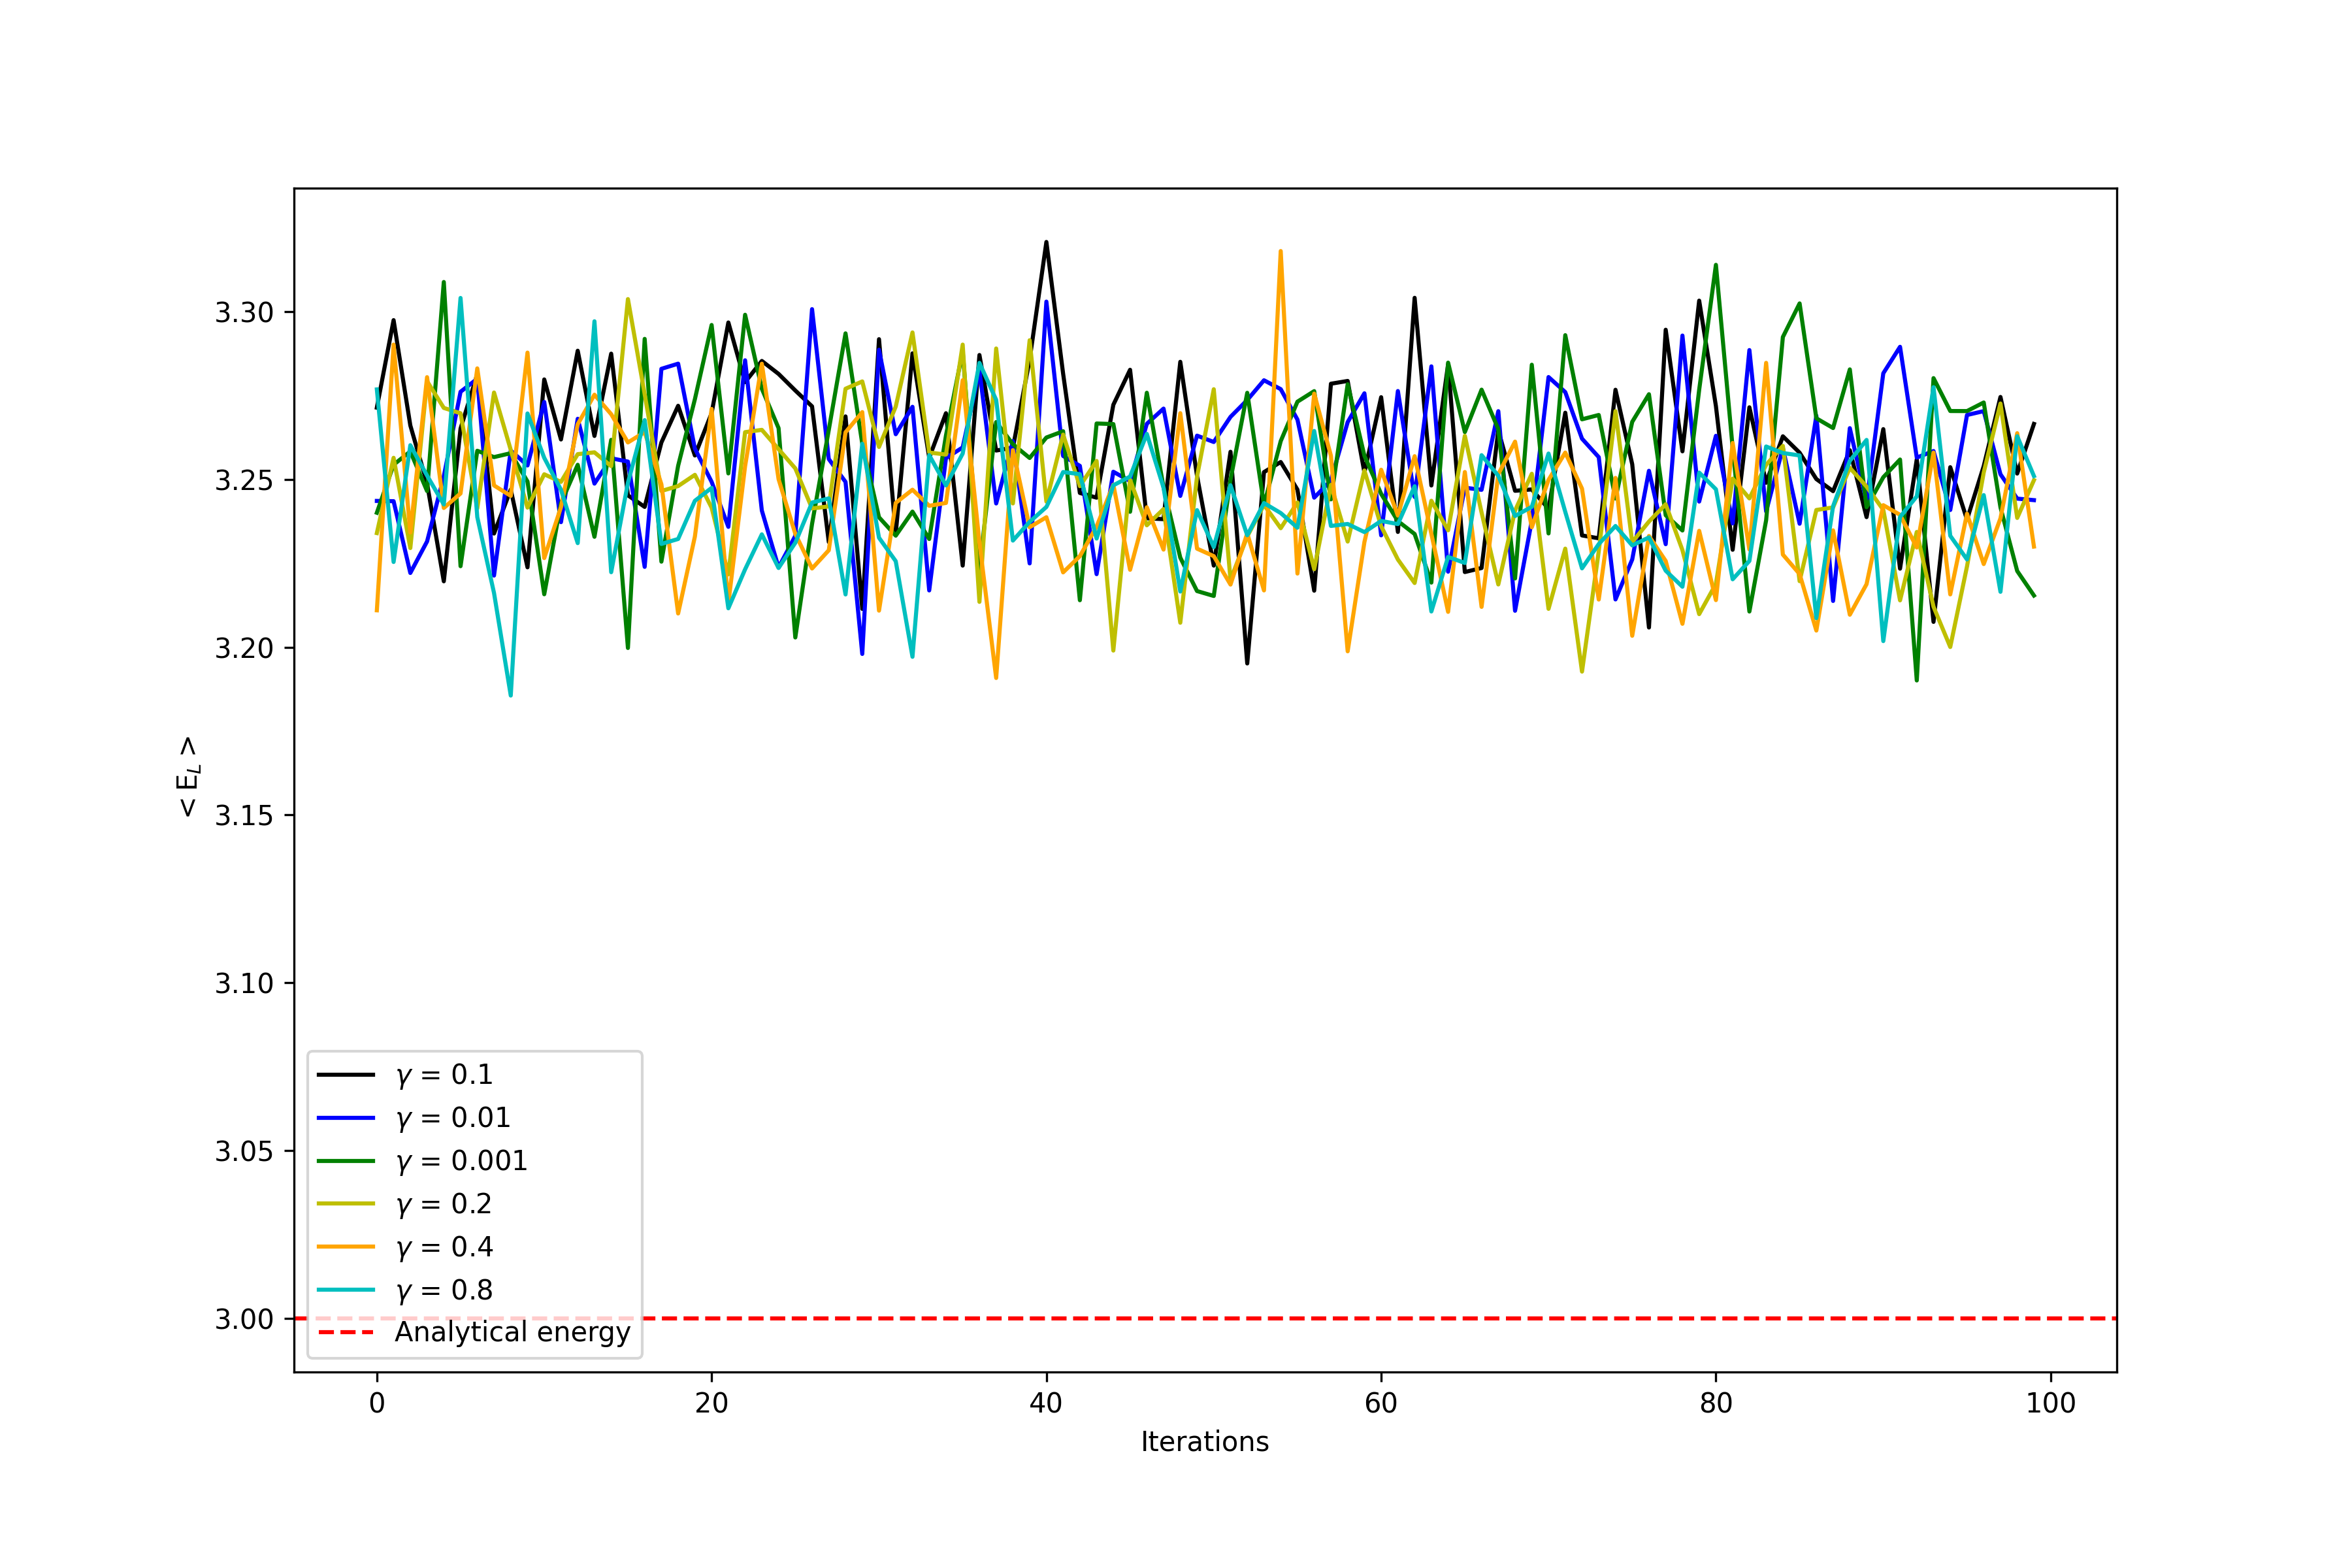 3.30
3.25
3.20
3.15
3.10
3.05
3.00
< E_L >
γ = 0.1
γ = 0.01
γ = 0.001
γ = 0.2
γ = 0.4
γ = 0.8
Analytical energy
0 20 40 60 80 100
Iterations